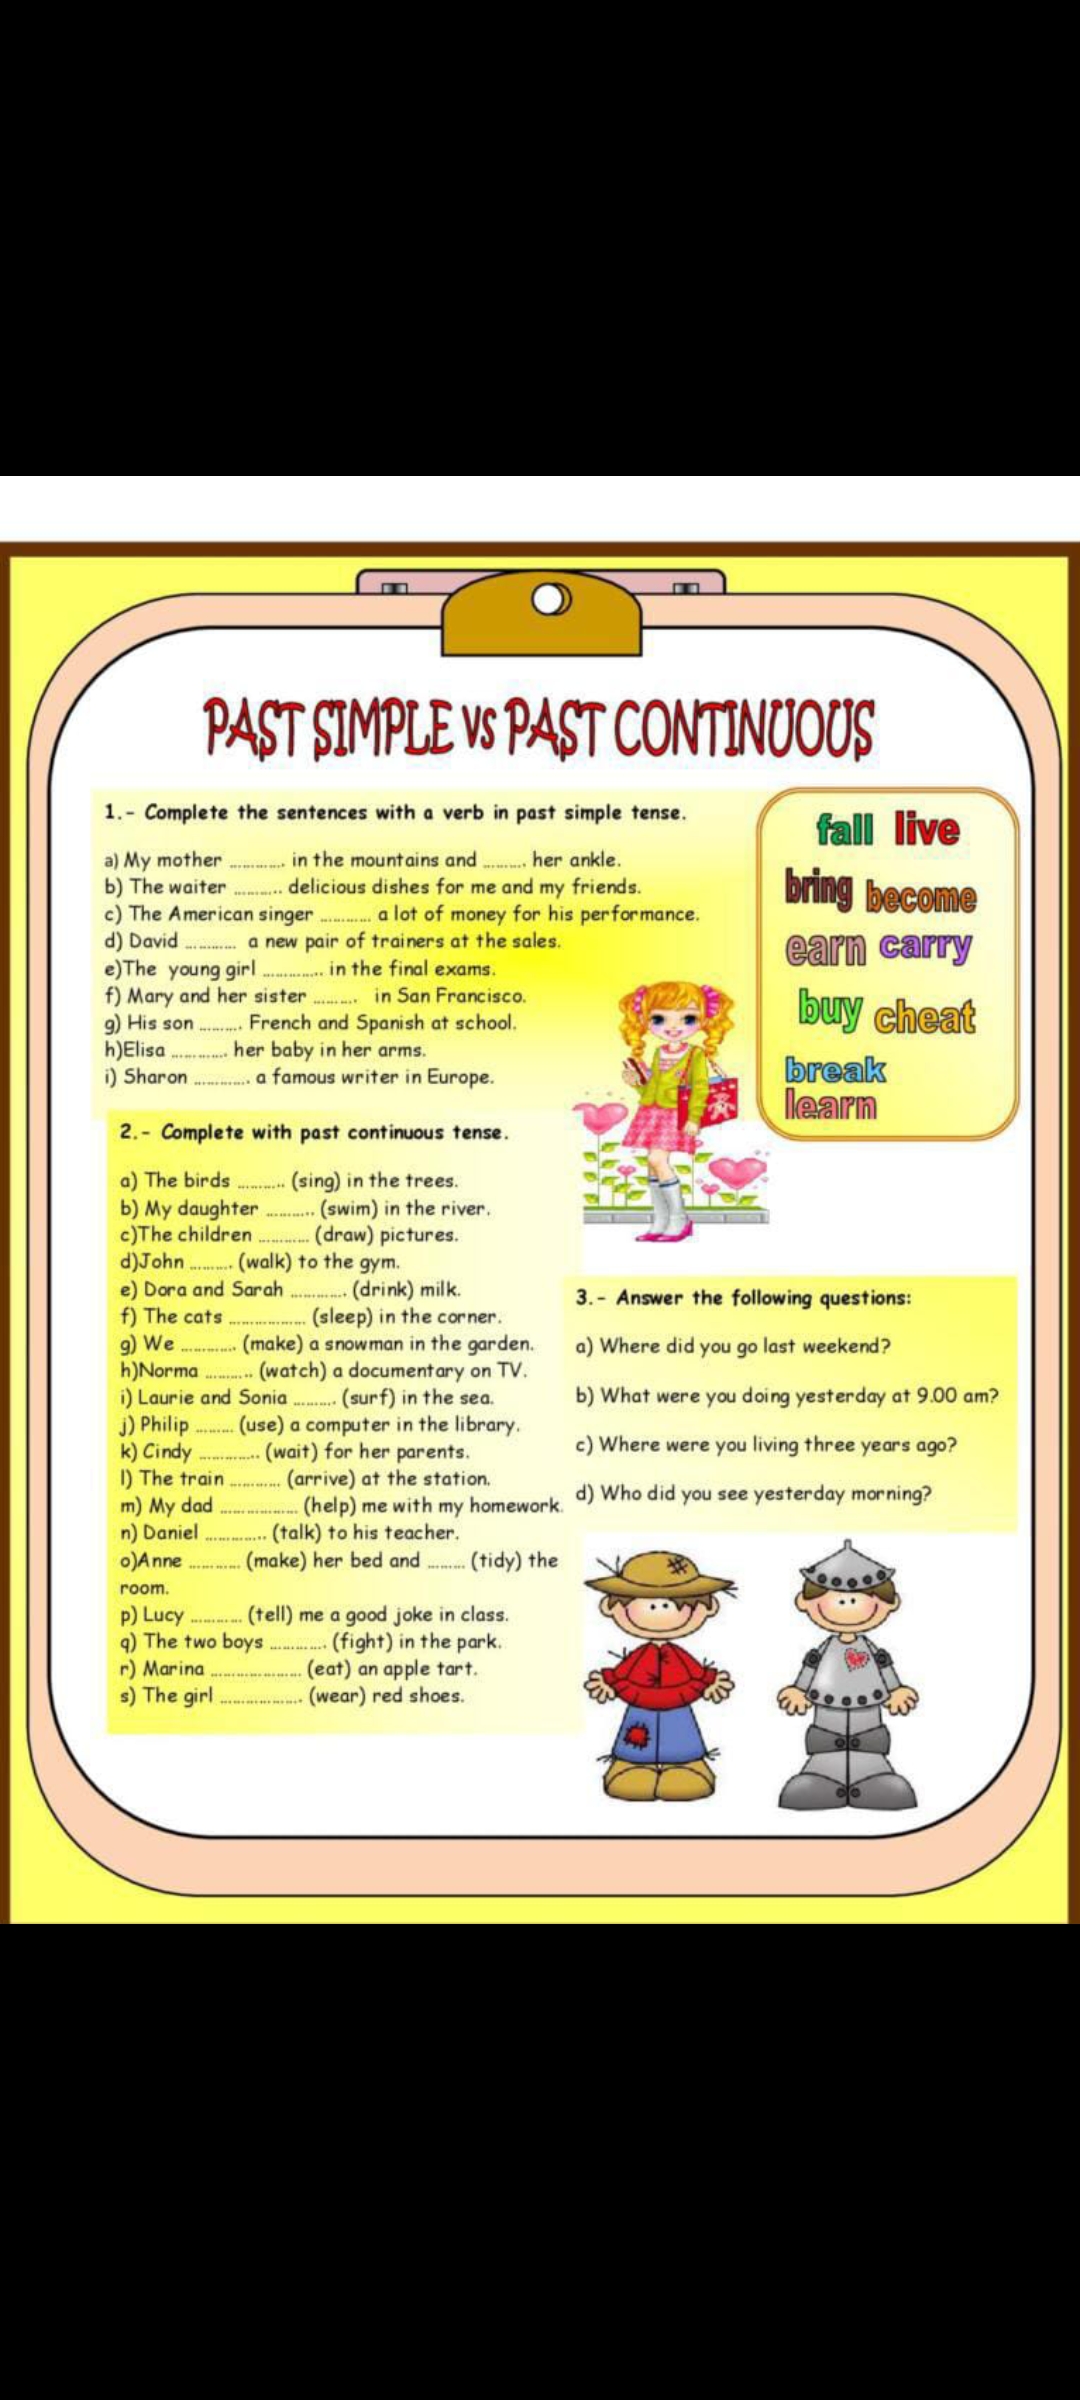 PAST SIMPLE vs PAST CONTINUOUS
1.- Complete the sentences with a verb in past simple tense.
a) My mother ............ in the mountains and ......... her ankle.
b) The waiter .......... delicious dishes for me and my friends.
c) The American singer ........... a lot of money for his performance.
d) David ........... a new pair of trainers at the sales.
e)The young girl ............. in the final exams.
f) Mary and her sister ......... in San Francisco.
g) His son ......... French and Spanish at school.
h)Elisa ............ her baby in her arms.
i) Sharon ............ a famous writer in Europe.
fall live
bring become
earn carry
buy cheat
break
learn
2.- Complete with past continuous tense.
a) The birds .......... (sing) in the trees.
b) My daughter .......... (swim) in the river.
c)The children ........... (draw) pictures.
d)John ......... (walk) to the gym.
e) Dora and Sarah ............ (drink) milk.
f) The cats ................ (sleep) in the corner.
g) We ............ (make) a snowman in the garden.
h)Norma .......... (watch) a documentary on TV.
i) Laurie and Sonia ......... (surf) in the sea.
j) Philip ........ (use) a computer in the library.
k) Cindy ............. (wait) for her parents.
l) The train ........... (arrive) at the station.
m) My dad ................. (help) me with my homework.
n) Daniel ............. (talk) to his teacher.
o)Anne ........... (make) her bed and ........ (tidy) the
room.
p) Lucy ........... (tell) me a good joke in class.
q) The two boys ............ (fight) in the park.
r) Marina .................... (eat) an apple tart.
s) The girl .................. (wear) red shoes.
3.- Answer the following questions:
a) Where did you go last weekend?
b) What were you doing yesterday at 9.00 am?
c) Where were you living three years ago?
d) Who did you see yesterday morning?